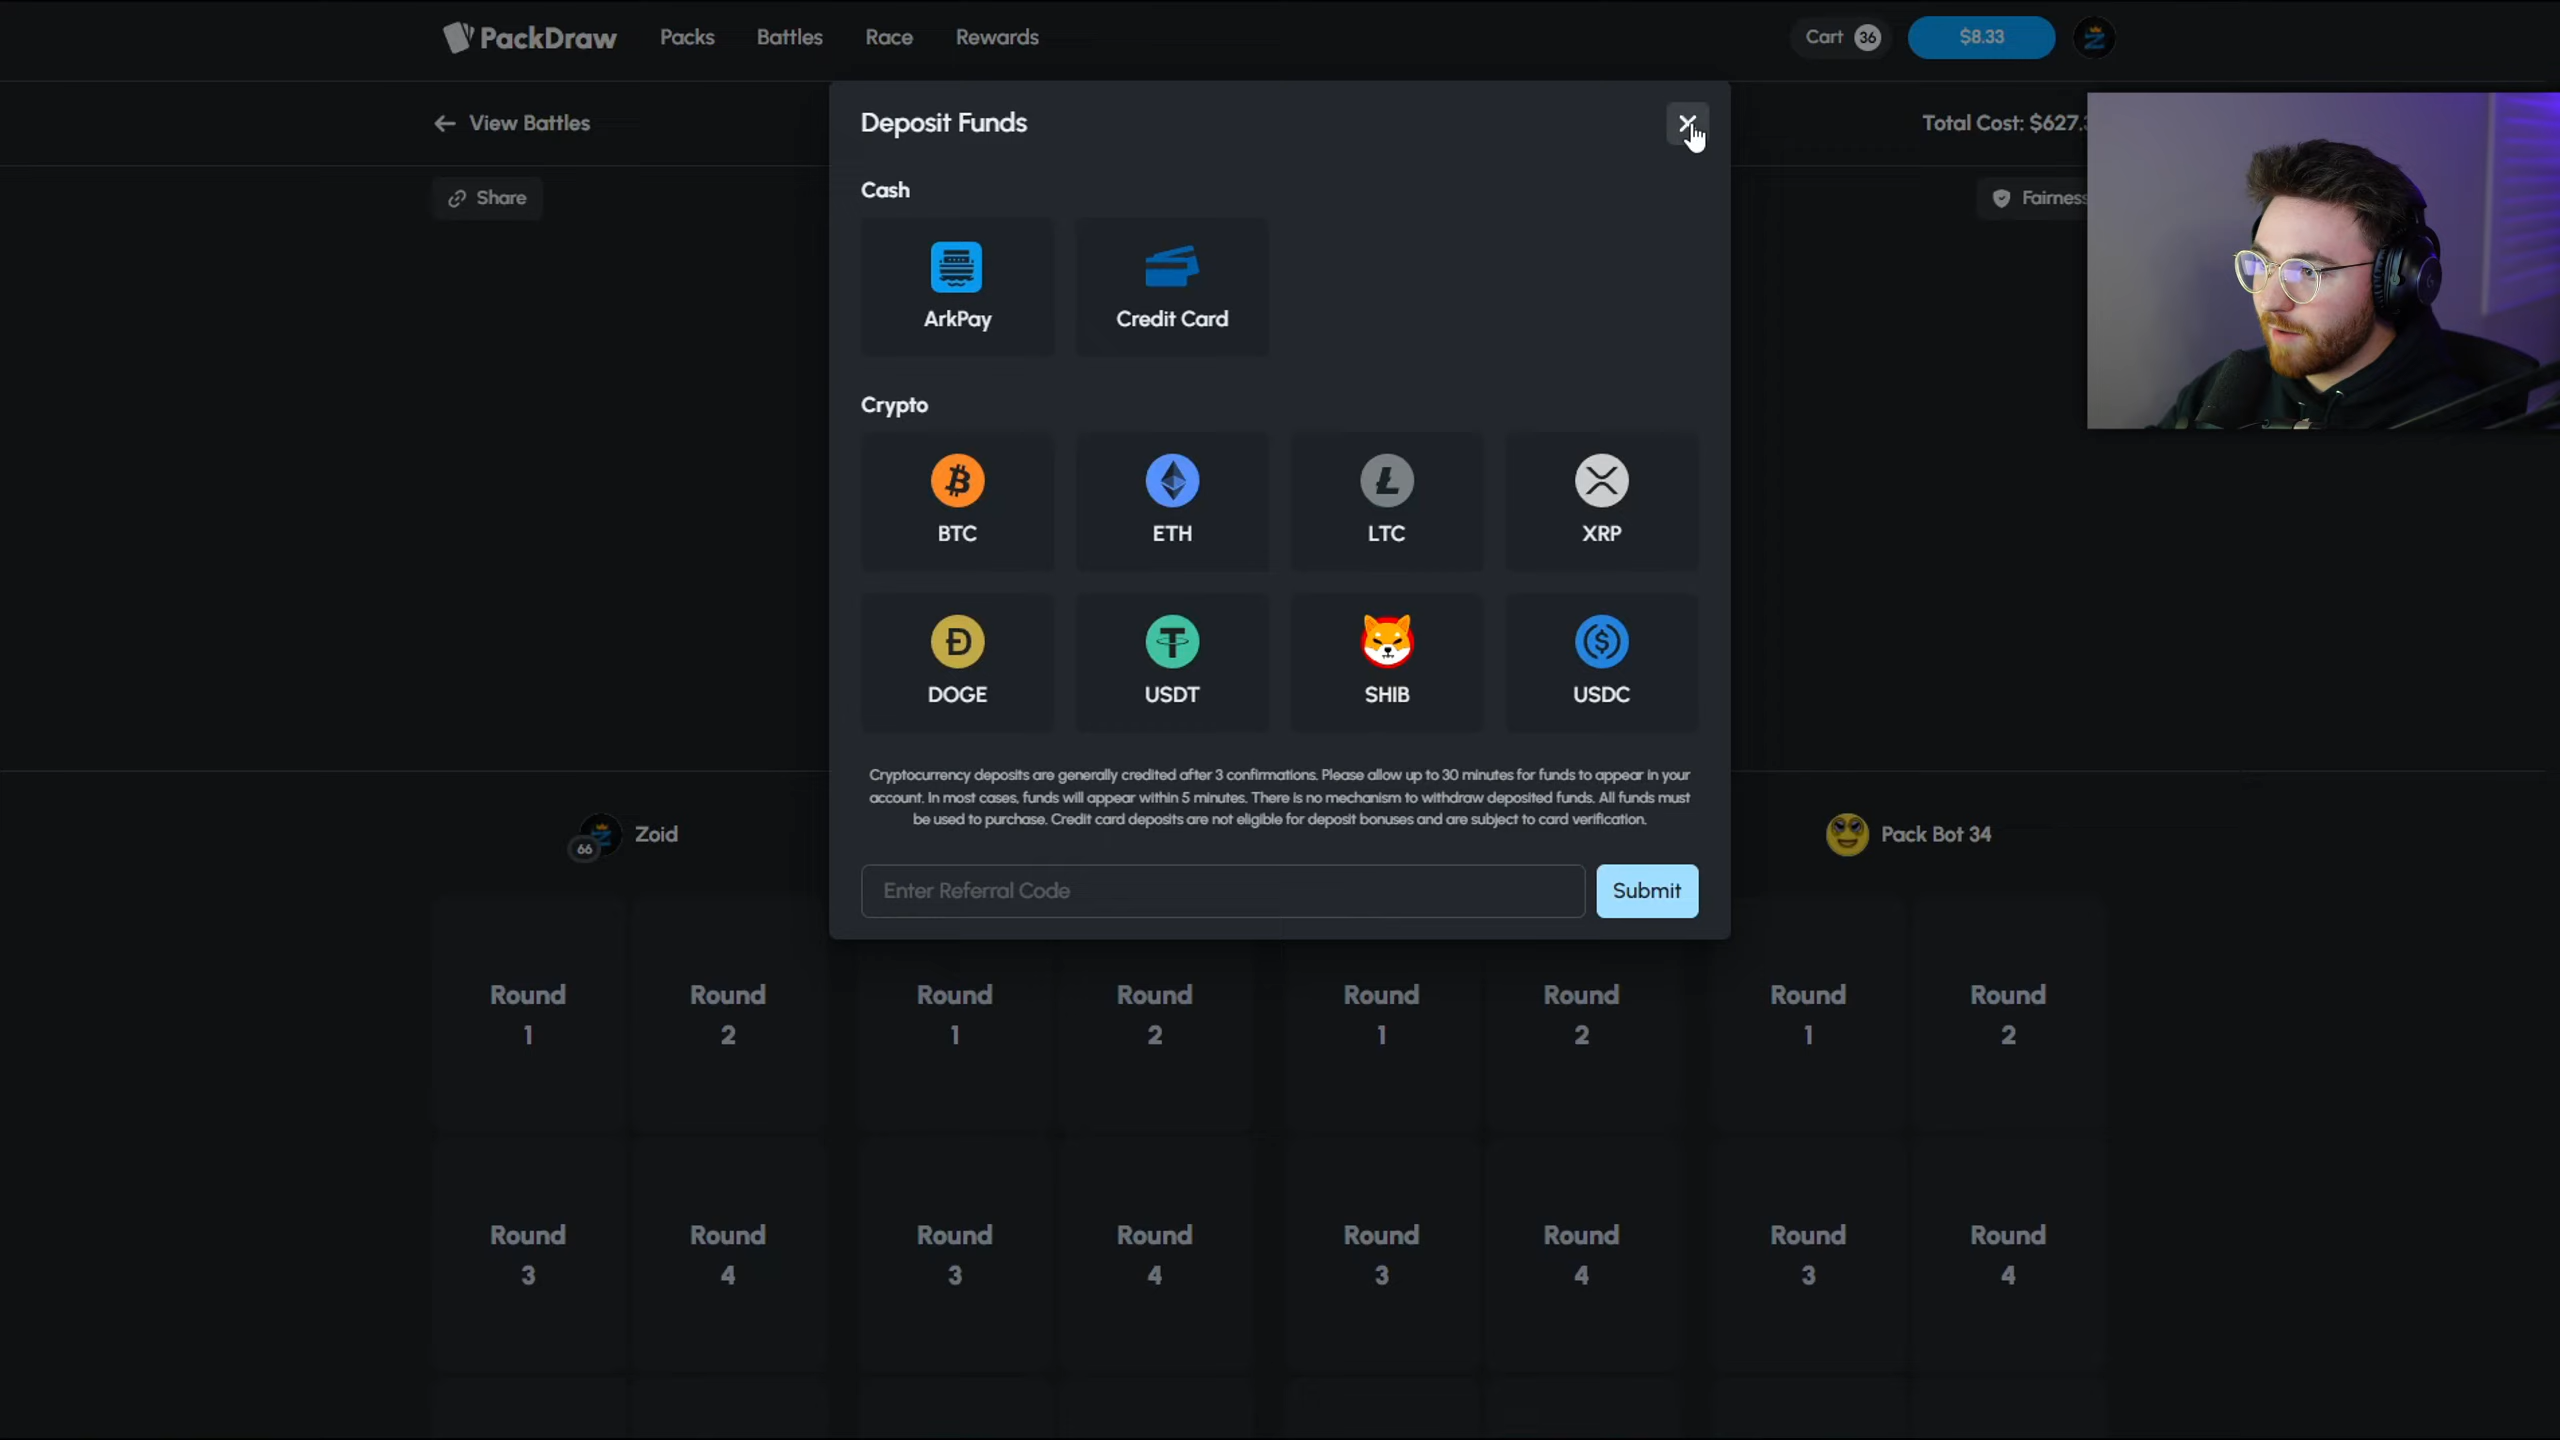 PackDraw Packs Battles Race Rewards Cart 36 $8.33
View Battles
Deposit Funds
Total Cost: $627.
Share
Fairness
Cash
ArkPay
Credit Card
Crypto
BTC
ETH
LTC
XRP
DOGE
USDT
SHIB
USDC
Cryptocurrency deposits are generally credited after 3 confirmations. Please allow up to 30 minutes for funds to appear in your
account. In most cases, funds will appear within 5 minutes. There is no mechanism to withdraw deposited funds. All funds must
be used to purchase. Credit card deposits are not eligible for deposit bonuses and are subject to card verification.
66 Zoid
Pack Bot 34
Enter Referral Code
Submit
Round Round Round Round Round Round Round Round
1 2 1 2 1 2 1 2
Round Round Round Round Round Round Round Round
3 4 3 4 3 4 3 4